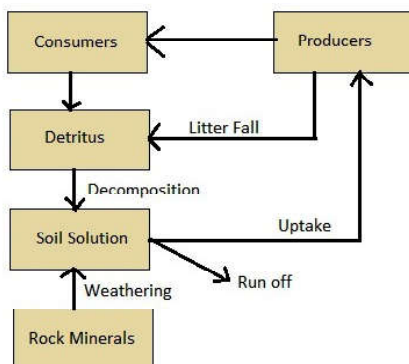 Consumers
Producers
Detritus
Litter Fall
Decomposition
Soil Solution
Uptake
Run off
Weathering
Rock Minerals